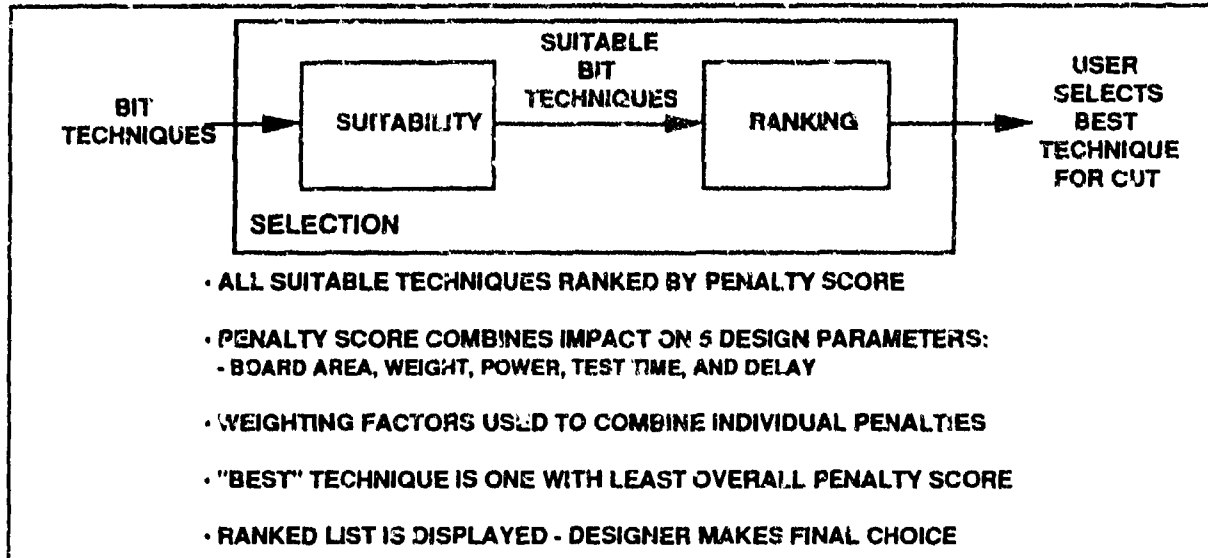 BIT
TECHNIQUES
SUITABILITY
SUITABLE
BIT
TECHNIQUES
RANKING
USER
SELECTS
BEST
TECHNIQUE
FOR CUT
SELECTION
· ALL SUITABLE TECHNIQUES RANKED BY PENALTY SCORE
· PENALTY SCORE COMBINES IMPACT ON 5 DESIGN PARAMETERS:
- BOARD AREA, WEIGHT, POWER, TEST TIME, AND DELAY
· WEIGHTING FACTORS USED TO COMBINE INDIVIDUAL PENALTIES
· "BEST" TECHNIQUE IS ONE WITH LEAST OVERALL PENALTY SCORE
· RANKED LIST IS DISPLAYED - DESIGNER MAKES FINAL CHOICE